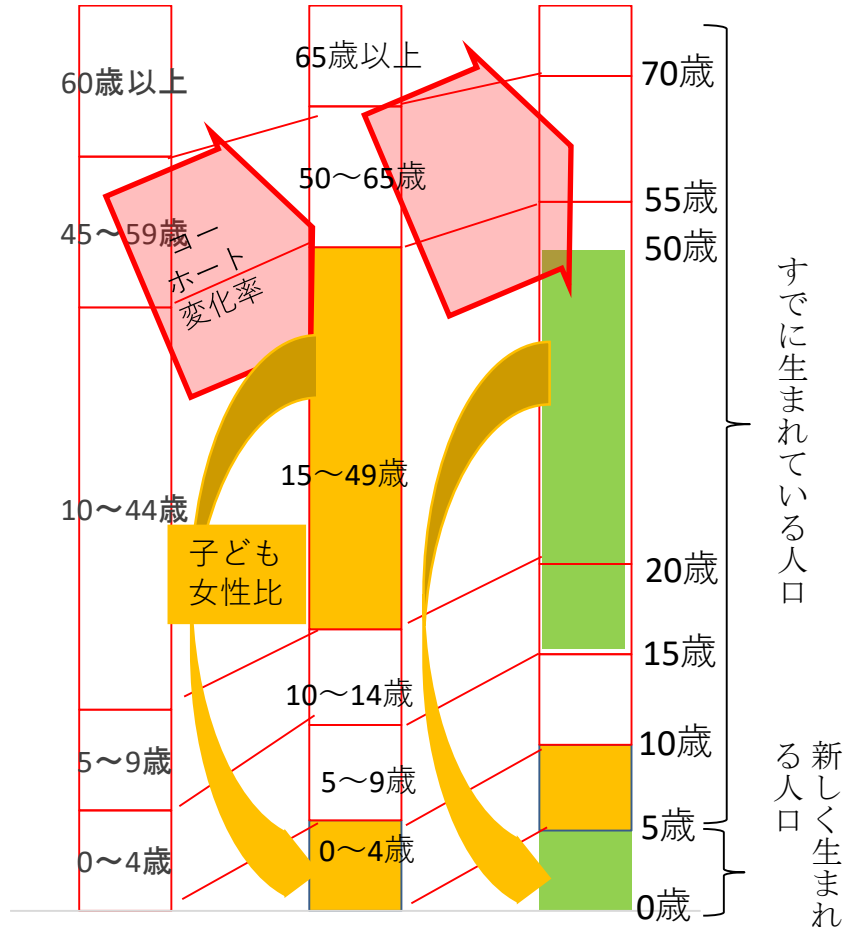 60歳以上
45～59歳
10～44歳
5～9歳
0～4歳
コー
ホート
変化率
子ども
女性比
65歳以上
50～65歳
15～49歳
10～14歳
5～9歳
0～4歳
70歳
55歳
50歳
20歳
15歳
10歳
5歳
0歳
すでに生まれている人口
新しく生まれ
る人口